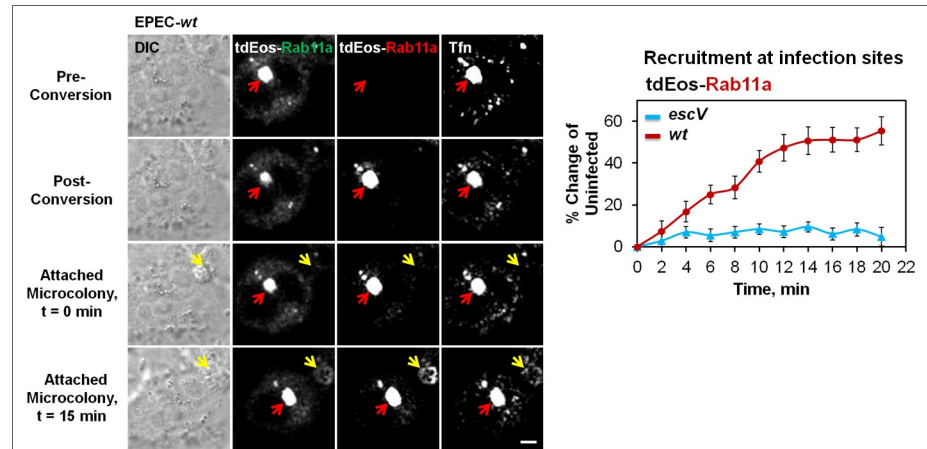 EPEC-wt
DIC
tdEos-Rab11a
tdEos-Rab11a
Tfn
Pre-
Conversion
Post-
Conversion
Attached
Microcolony,
t = 0 min
Attached
Microcolony,
t = 15 min
Recruitment at infection sites
tdEos-Rab11a
escV
wt
% Change of
Uninfected
60
40
20
0
0 2 4 6 8 10 12 14 16 18 20 22
Time, min